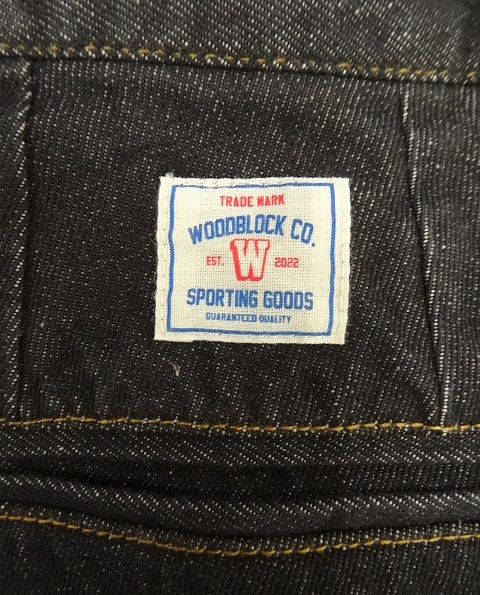 TRADE MARK
WOODBLOCK CO.
EST. W 2022
SPORTING GOODS
GUARANTEED QUALITY